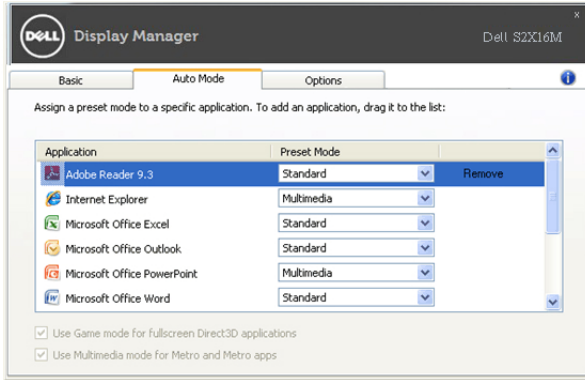 DELL Display Manager
Dell S2X16M
x
Basic Auto Mode Options
Assign a preset mode to a specific application. To add an application, drag it to the list:
Application Preset Mode
Adobe Reader 9.3 Standard Remove
Internet Explorer Multimedia
Microsoft Office Excel Standard
Microsoft Office Outlook Standard
Microsoft Office PowerPoint Multimedia
Microsoft Office Word Standard
Use Game mode for fullscreen Direct3D applications
Use Multimedia mode for Metro and Metro apps